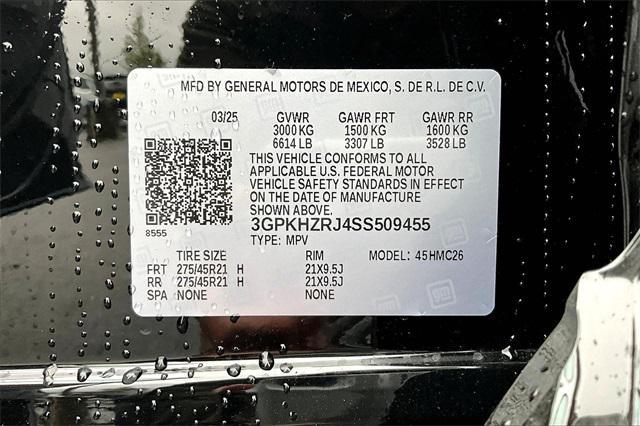 MFD BY GENERAL MOTORS DE MEXICO, S. DE R.L. DE C.V.
03/25 GVWR GAWR FRT GAWR RR
3000 KG 1500 KG 1600 KG
6614 LB 3307 LB 3528 LB
THIS VEHICLE CONFORMS TO ALL
APPLICABLE U.S. FEDERAL MOTOR
VEHICLE SAFETY STANDARDS IN EFFECT
ON THE DATE OF MANUFACTURE
SHOWN ABOVE.
3GPKHZRJ4SS509455
8555 TYPE: MPV
TIRE SIZE RIM MODEL: 45HMC26
FRT 275/45R21 H 21X9.5J
RR 275/45R21 H 21X9.5J
SPA NONE NONE